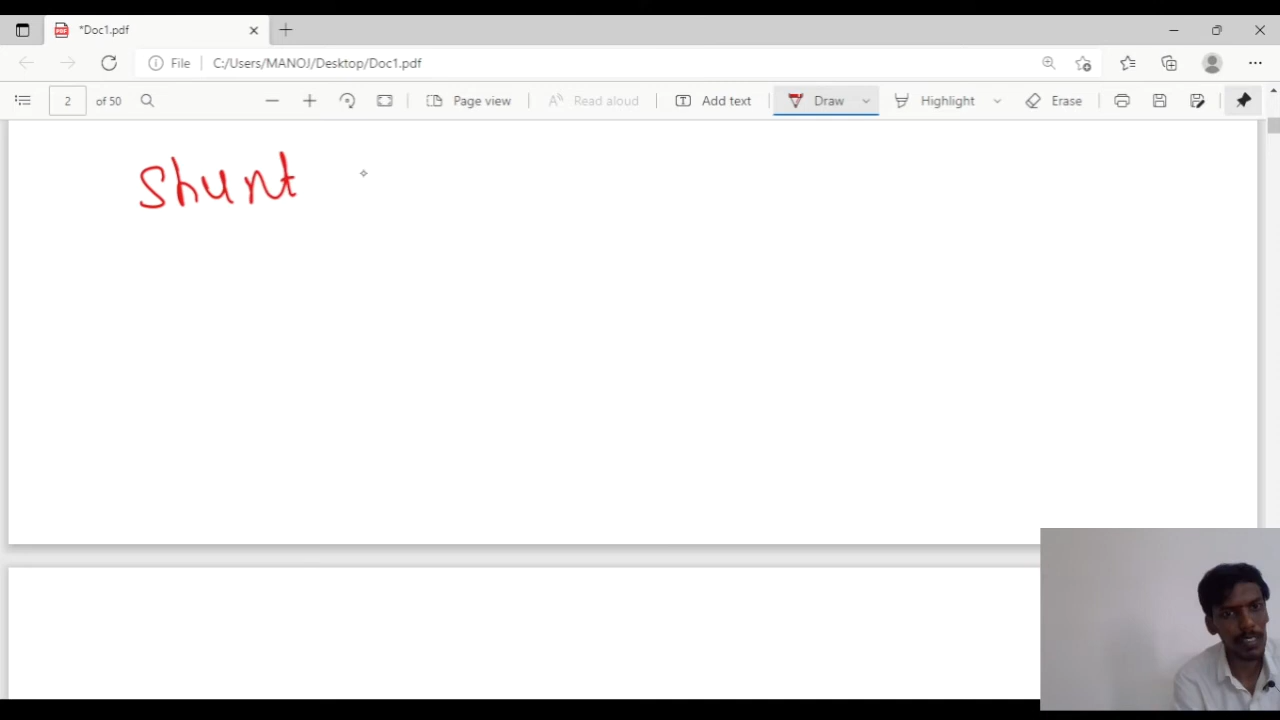 *Doc1.pdf
File C:/Users/MANOJ/Desktop/Doc1.pdf
2 of 50 Page view Read aloud Add text Draw Highlight Erase
Shunt